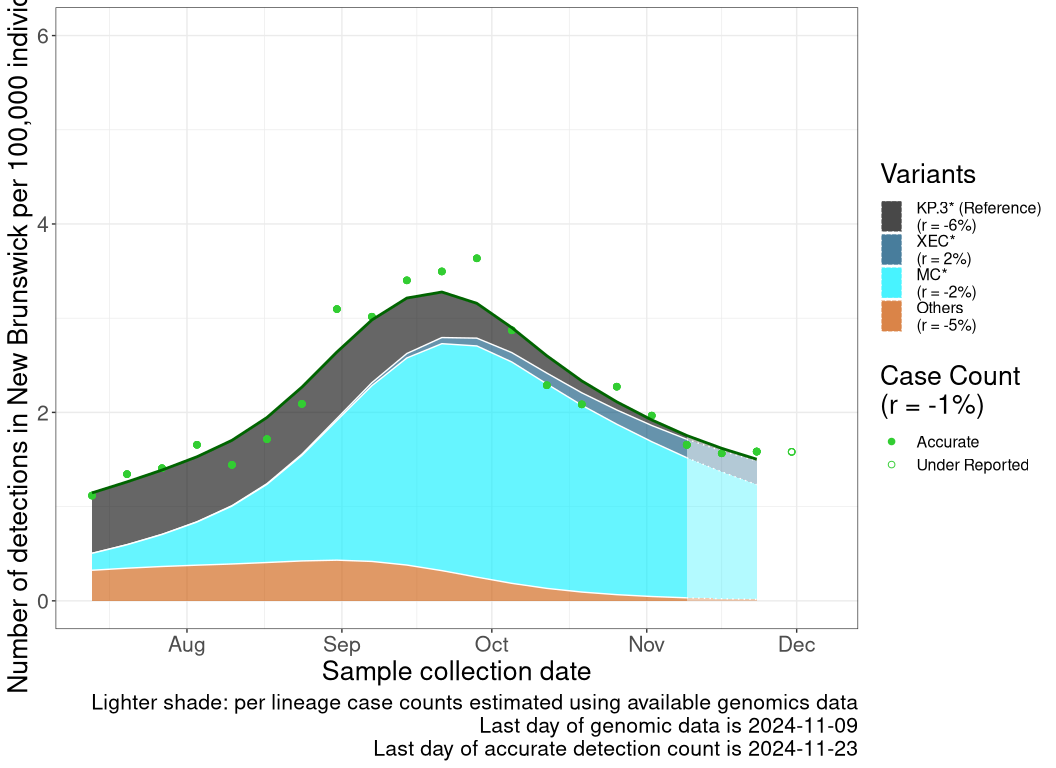 Number of detections in New Brunswick per 100,000
6
4
2
0
Aug Sep Oct Nov Dec
Sample collection date
Lighter shade: per lineage case counts estimated using available genomics data
Last day of genomic data is 2024-11-09
Last day of accurate detection count is 2024-11-23
Variants
KP.3* (Reference)
(r = -6%)
XEC*
(r = 2%)
MC*
(r = -2%)
Others
(r = -5%)
Case Count
(r = -1%)
Accurate
Under Reported